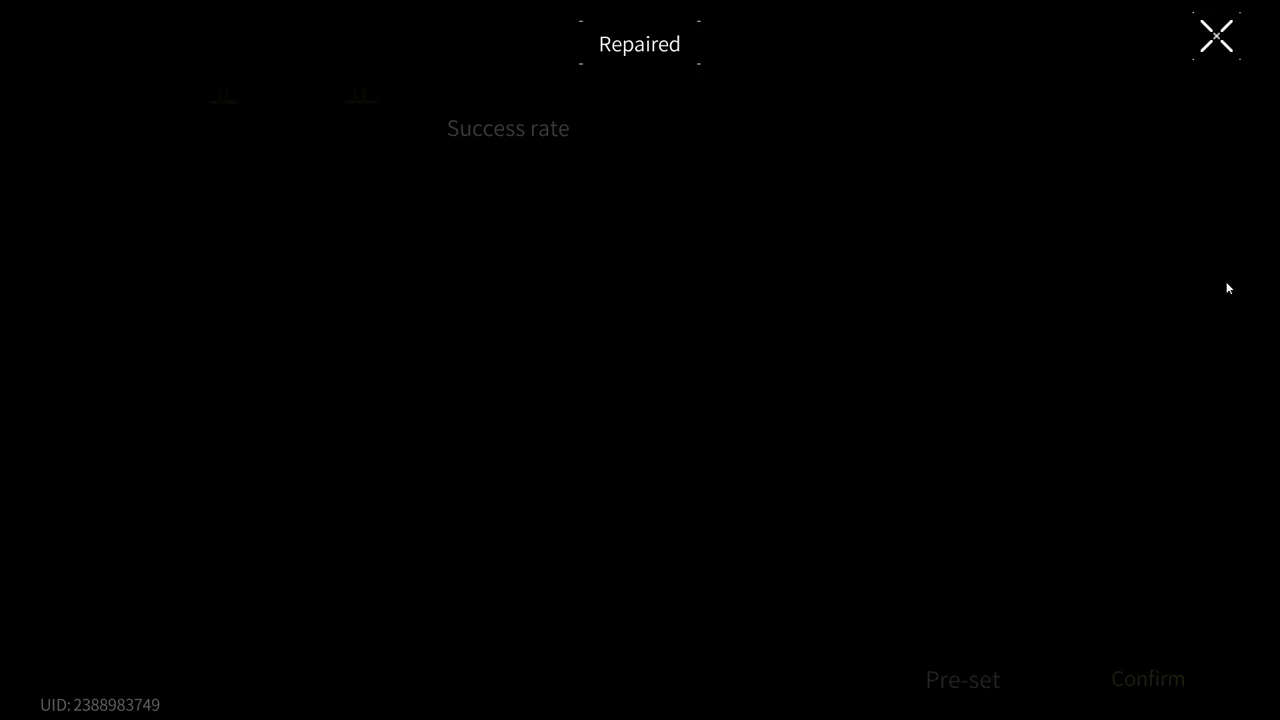 Repaired
Success rate
Pre-set
Confirm
UID: 2388983749